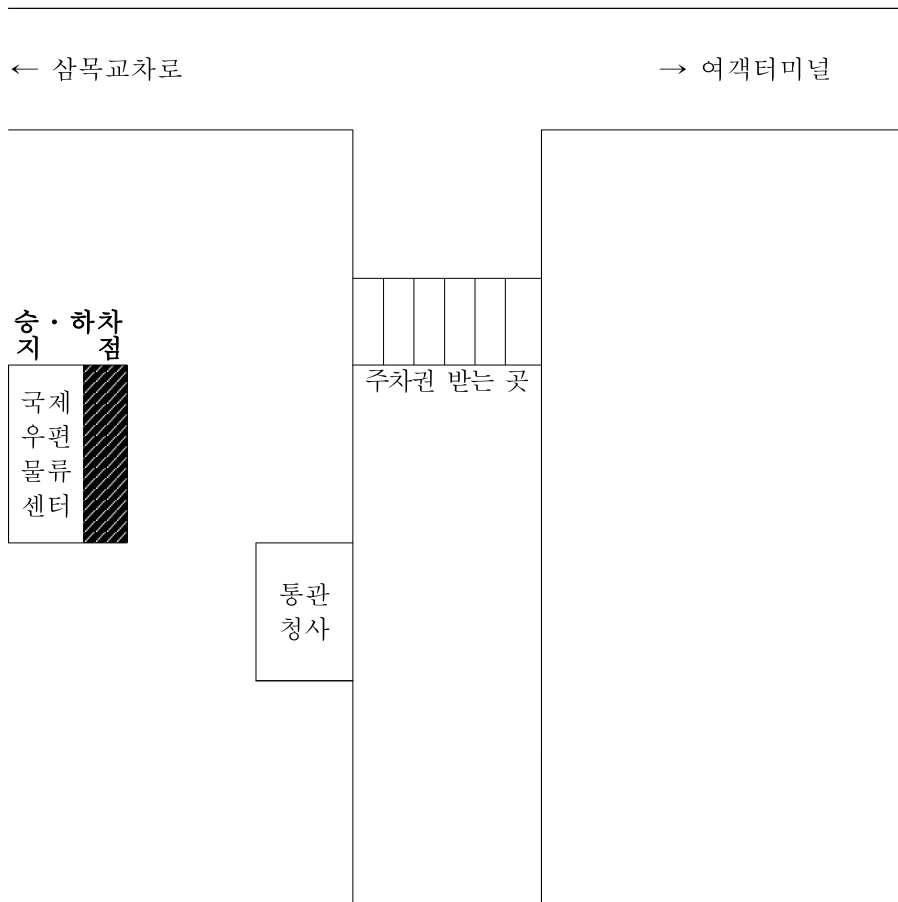 ← 삼목교차로
→ 여객터미널
승·하차
지 점
주차권 받는 곳
국제
우편
물류
센터
통관
청사